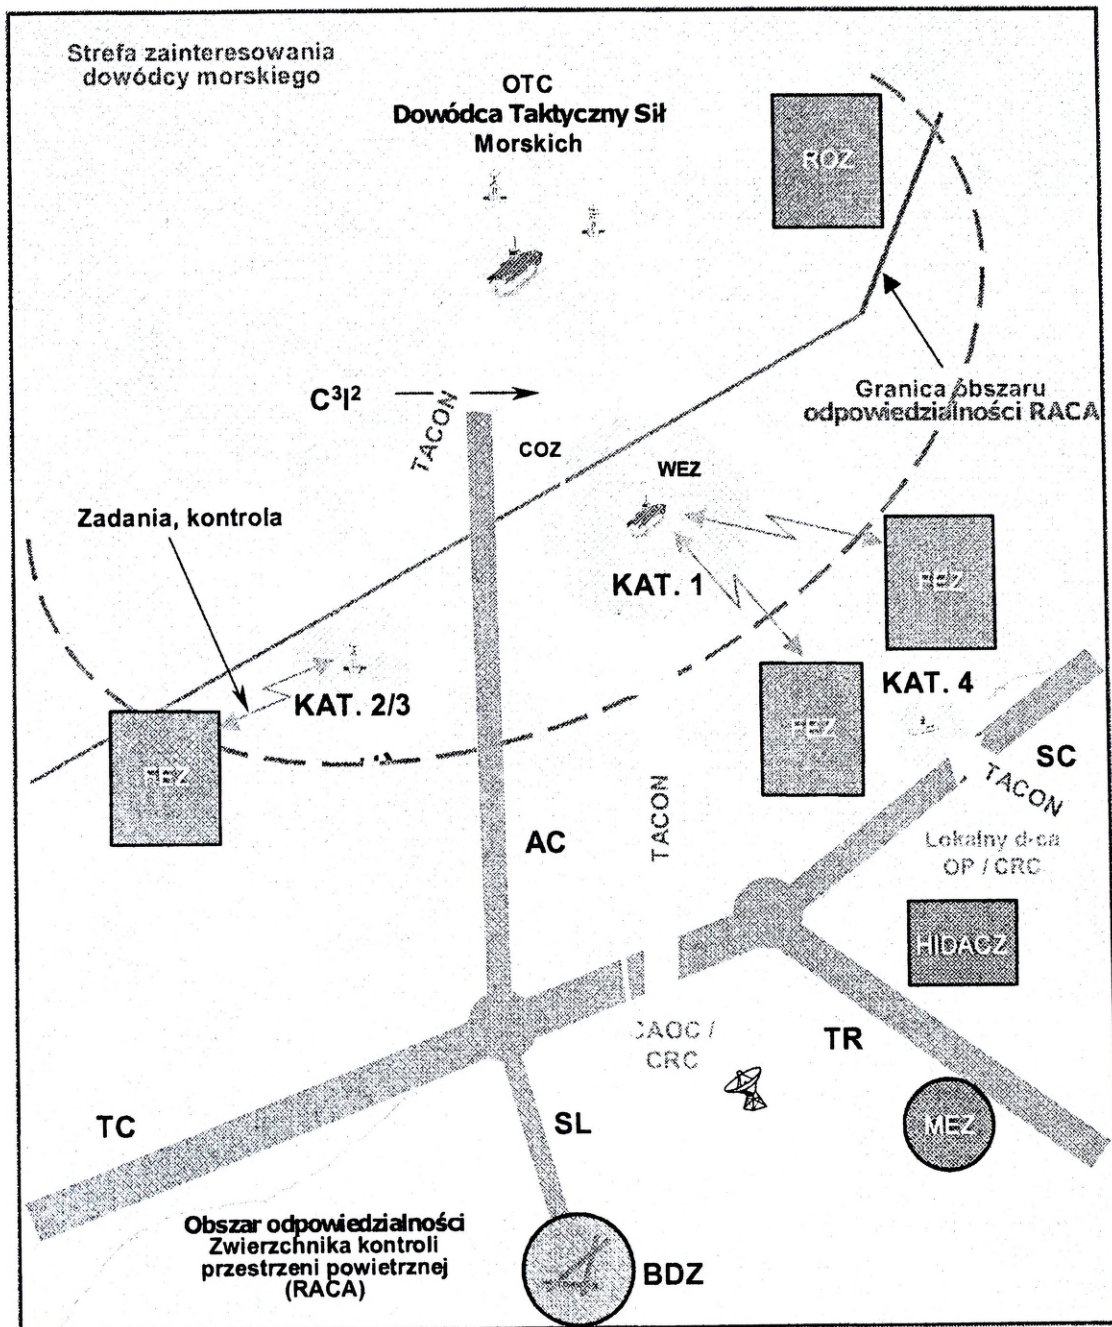 Strefa zainteresowania
dowódcy morskiego
OTC
Dowódca Taktyczny Sił
Morskich
ROZ
Granica obszaru
odpowiedzialności RACA
C³I²
TACON
COZ
WEZ
Zadania, kontrola
KAT. 1
FEZ
KAT. 2/3
KAT. 4
FEZ
FEZ
SC
TACON
TACON
AC
Lokalny d-ca
OP / CRC
HIDACZ
CAOC /
CRC
TR
TC
SL
MEZ
Obszar odpowiedzialności
Zwierzchnika kontroli
przestrzeni powietrznej
(RACA)
BDZ